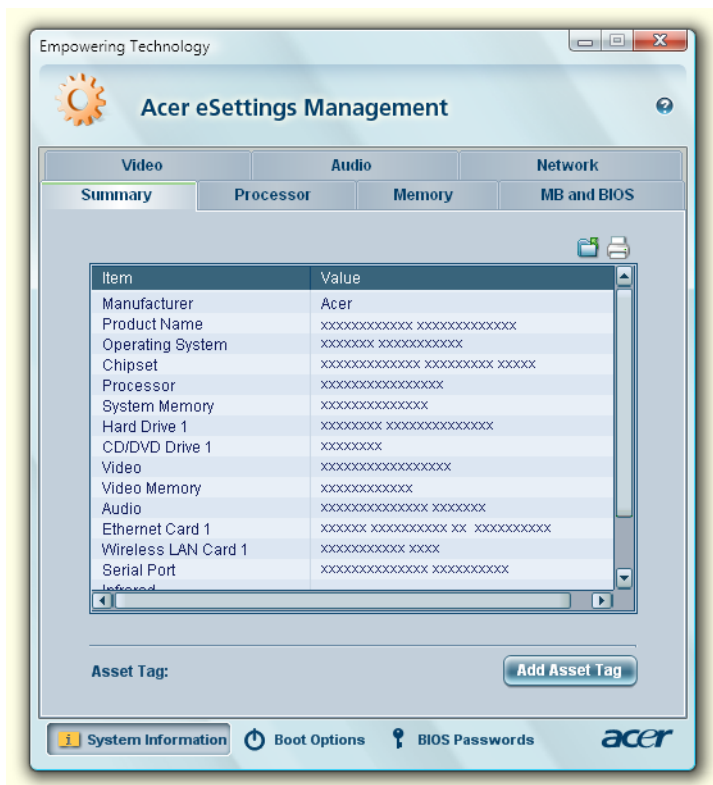 Empowering Technology
Acer eSettings Management
Video Audio Network
Summary Processor Memory MB and BIOS
Item Value
Manufacturer Acer
Product Name xxxxxxxxxxxx xxxxxxxxxxxxx
Operating System xxxxxxx xxxxxxxxxxx
Chipset xxxxxxxxxxxxx xxxxxxxxx xxxxx
Processor xxxxxxxxxxxxxxxx
System Memory xxxxxxxxxxxxxx
Hard Drive 1 xxxxxxxx xxxxxxxxxxxxxx
CD/DVD Drive 1 xxxxxxxx
Video xxxxxxxxxxxxxxxxx
Video Memory xxxxxxxxxxxx
Audio xxxxxxxxxxxxxx xxxxxxx
Ethernet Card 1 xxxxxx xxxxxxxxxx xx xxxxxxxxxx
Wireless LAN Card 1 xxxxxxxxxxx xxxx
Serial Port xxxxxxxxxxxxxx xxxxxxxxxx
Infrared
Asset Tag: Add Asset Tag
System Information Boot Options BIOS Passwords acer